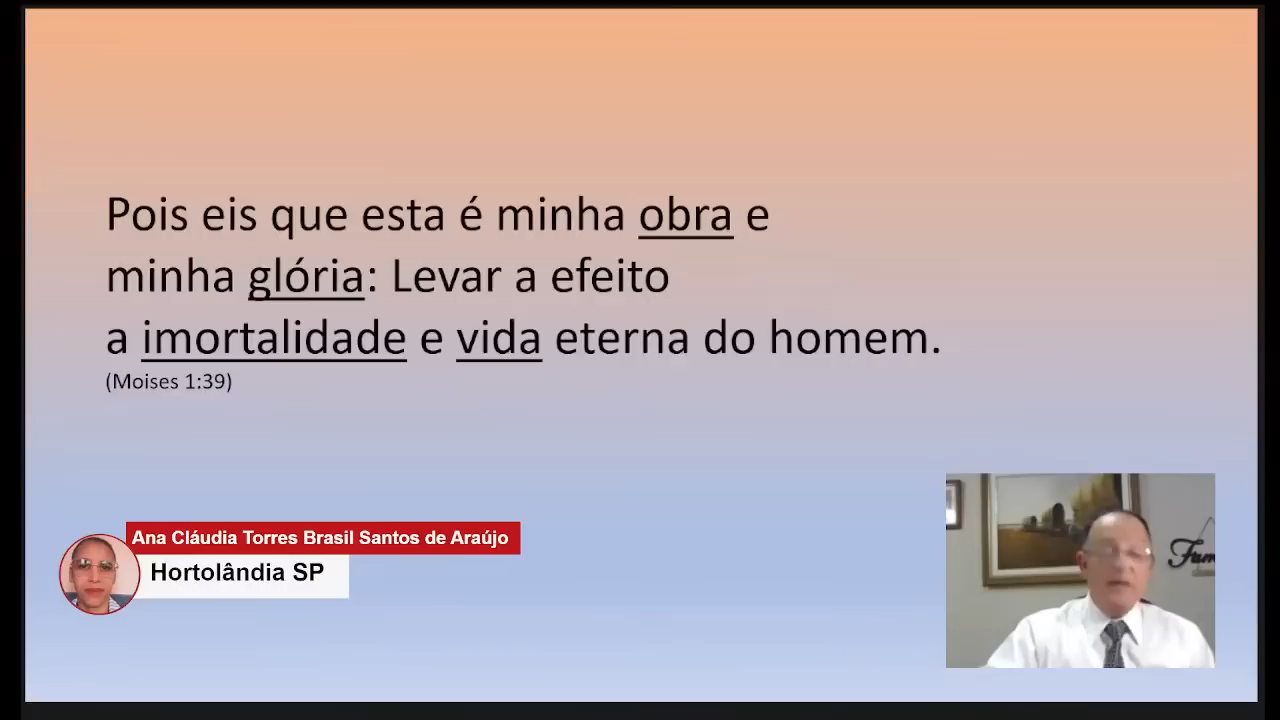 Pois eis que esta é minha obra e
minha glória: Levar a efeito
a imortalidade e vida eterna do homem.
(Moises 1:39)
Ana Cláudia Torres Brasil Santos de Araújo
Hortolândia SP